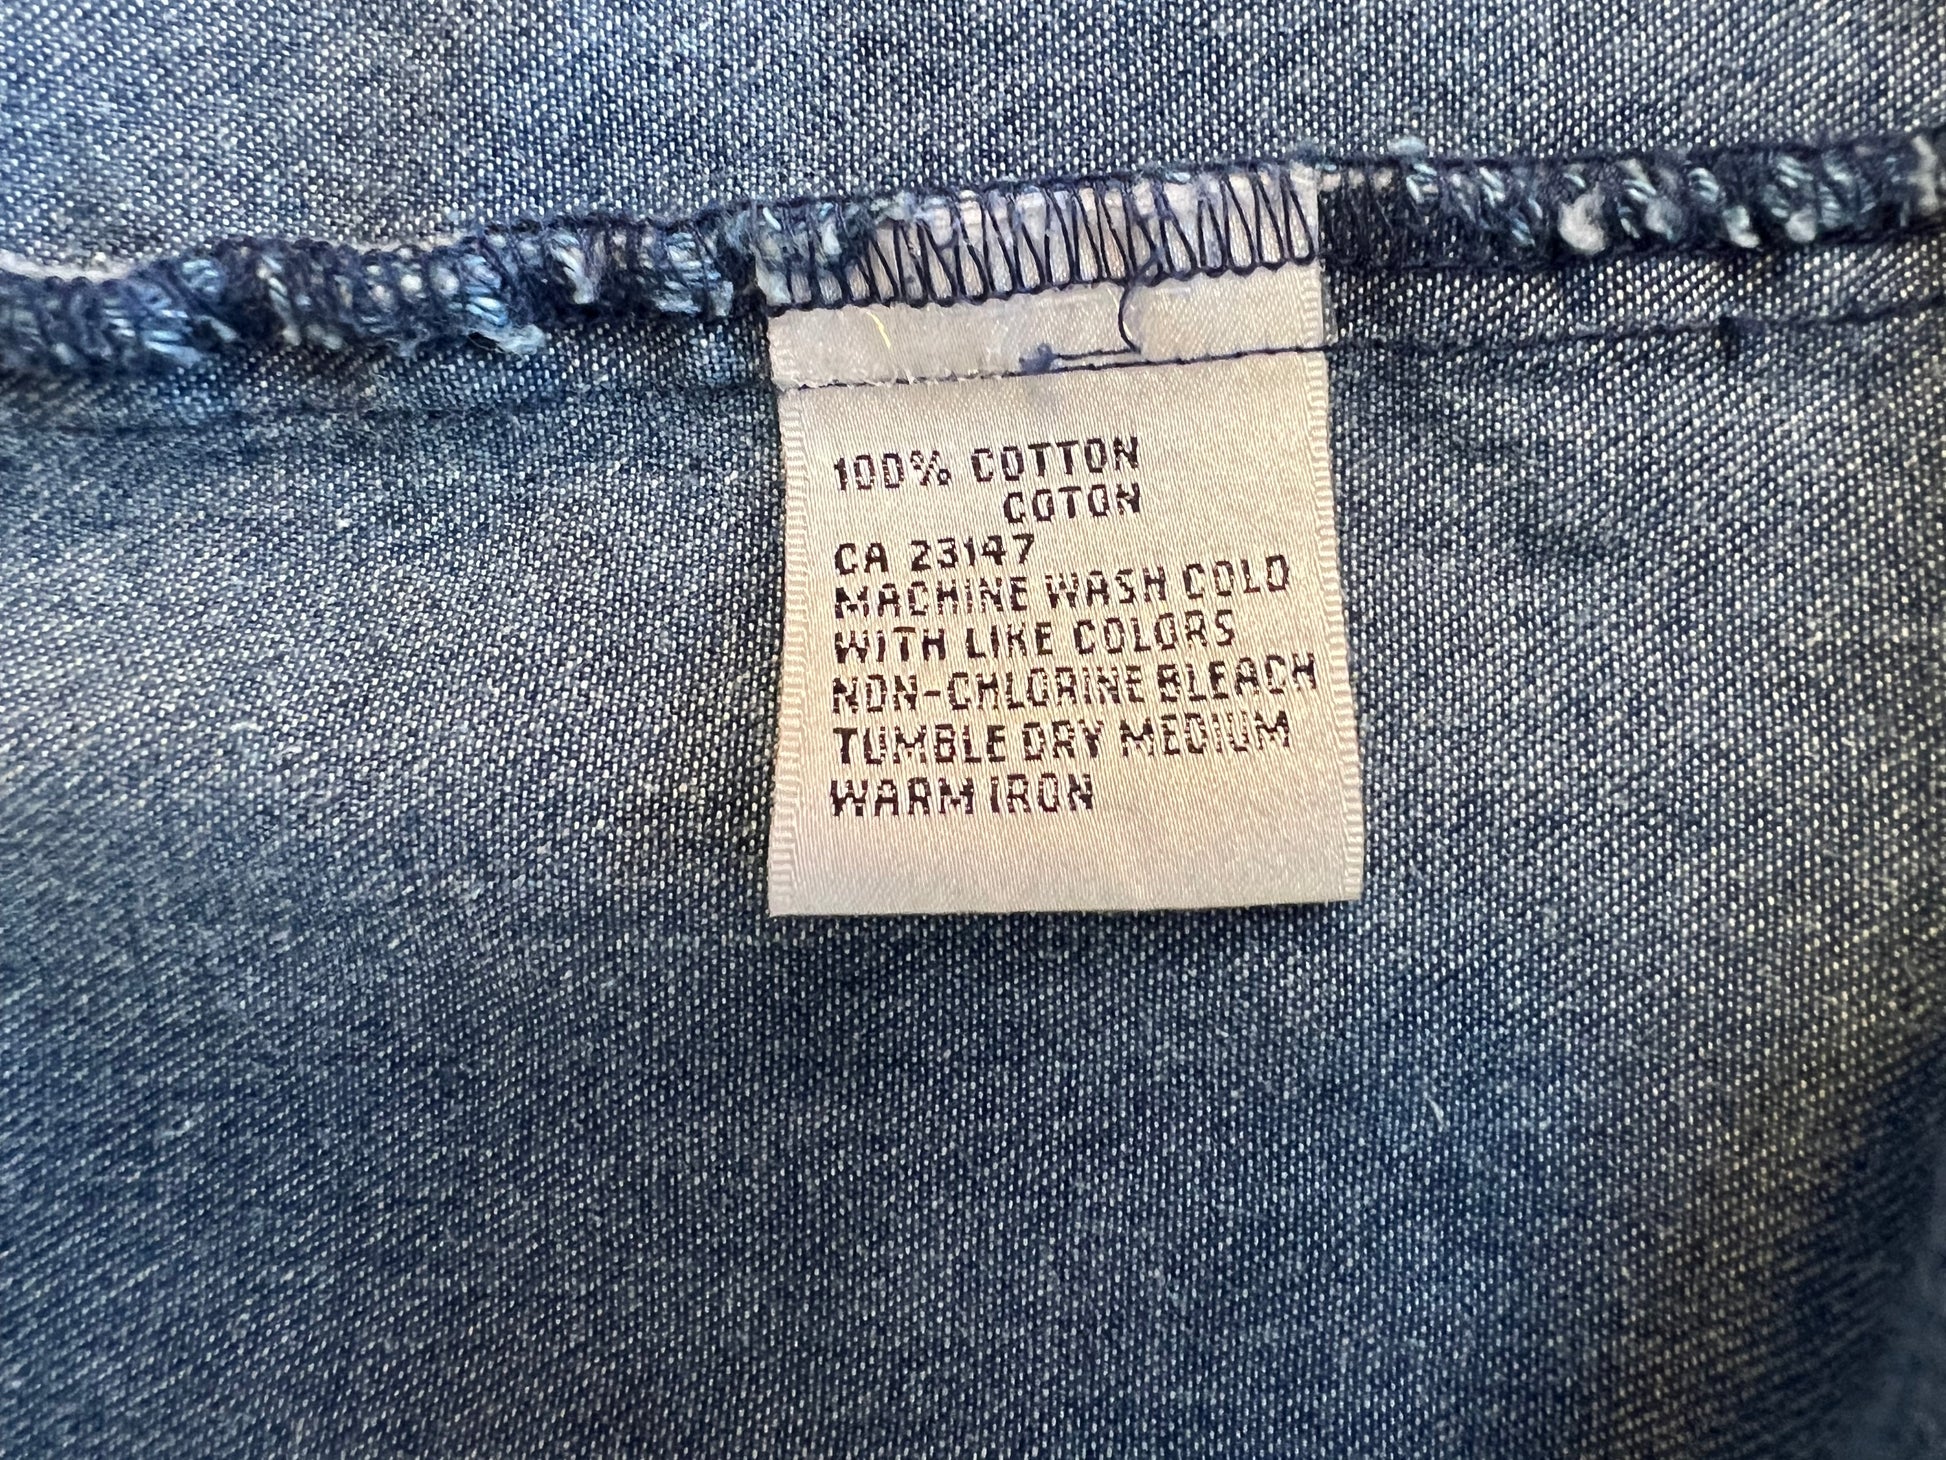 100% COTTON
COTON
CA 23147
MACHINE WASH COLD
WITH LIKE COLORS
NON-CHLORINE BLEACH
TUMBLE DRY MEDIUM
WARM IRON